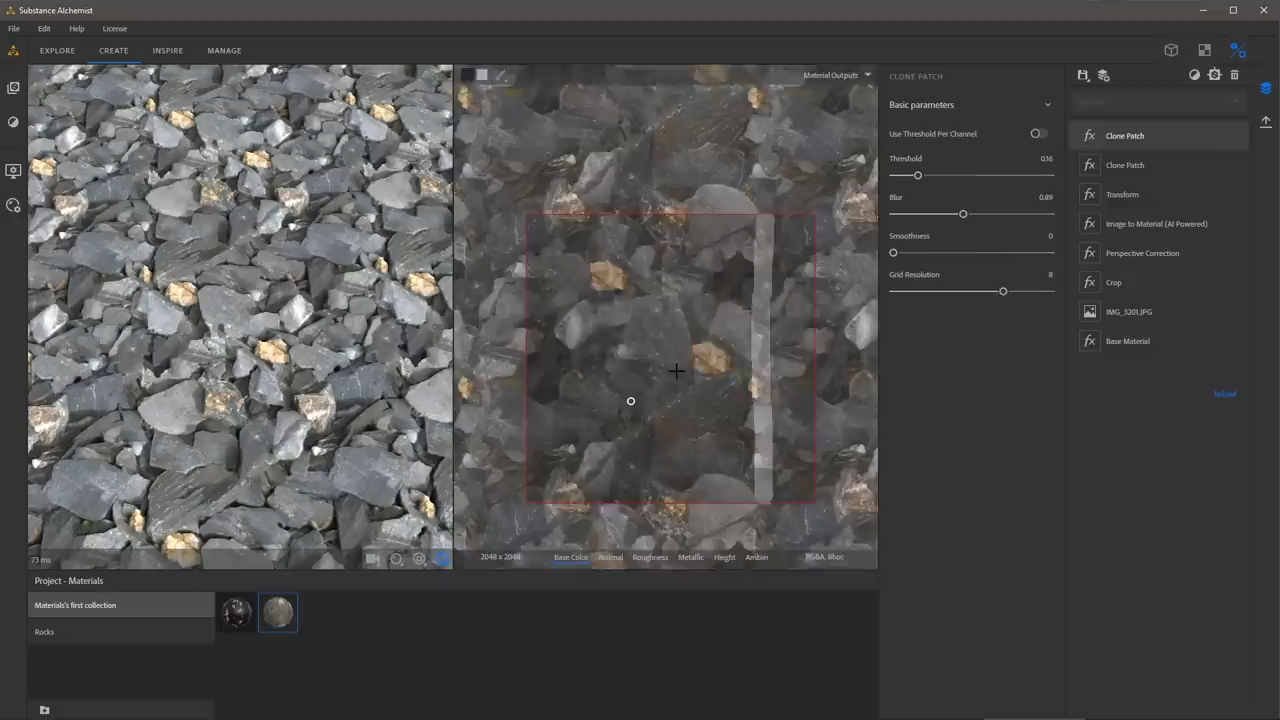 Substance Alchemist
File Edit Help License
EXPLORE CREATE INSPIRE MANAGE
Material Outputs
CLONE PATCH
Basic parameters
Use Threshold Per Channel
Threshold 0.16
Blur 0.89
Smoothness 0
Grid Resolution 8
Clone Patch
Clone Patch
Transform
Image to Material (AI Powered)
Perspective Correction
Crop
IMG_3201.JPG
Base Material
Reload
73 ms
2048 x 2048 Base Color Normal Roughness Metallic Height Ambien RGBA, 8bpc
Project - Materials
Materials's first collection
Rocks